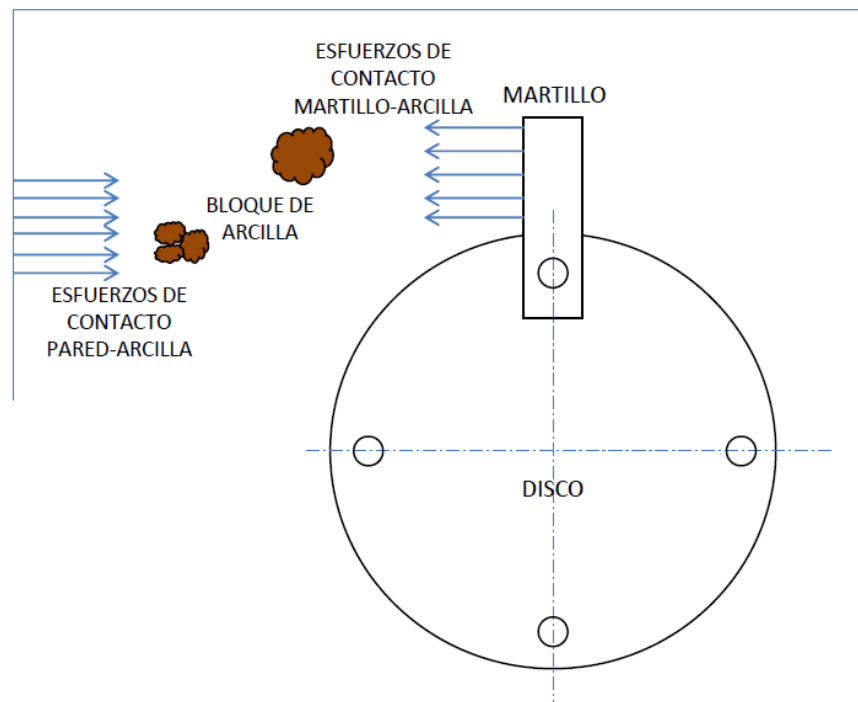 ESFUERZOS DE
CONTACTO
MARTILLO-ARCILLA
MARTILLO
BLOQUE DE
ARCILLA
ESFUERZOS DE
CONTACTO
PARED-ARCILLA
DISCO